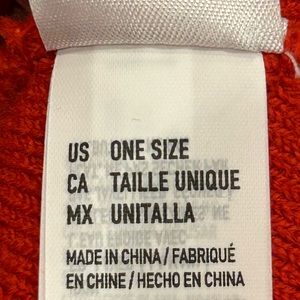 US ONE SIZE
CA TAILLE UNIQUE
MX UNITALLA
MADE IN CHINA / FABRIQUÉ
EN CHINE / HECHO EN CHINA